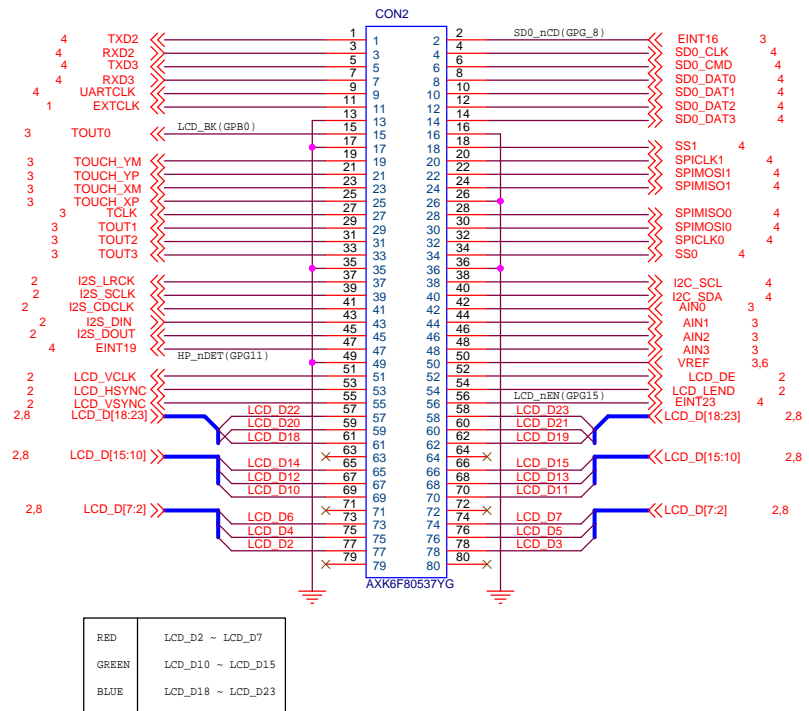 CON2
4 TXD2 1 1 2 2 SD0_nCD(GPG_8) EINT16 3
4 RXD2 3 3 4 4 SD0_CLK 4
4 TXD3 5 5 6 6 SD0_CMD 4
4 RXD3 7 7 8 8 SD0_DAT0 4
4 UARTCLK 9 9 10 10 SD0_DAT1 4
1 EXTCLK 11 11 12 12 SD0_DAT2 4
13 13 14 14 SD0_DAT3 4
3 TOUT0 LCD_BK(GPB0) 15 15 16 16
17 17 18 18 SS1 4
3 TOUCH_YM 19 19 20 20 SPICLK1 4
3 TOUCH_YP 21 21 22 22 SPIMOSI1 4
3 TOUCH_XM 23 23 24 24 SPIMISO1 4
3 TOUCH_XP 25 25 26 26
3 TCLK 27 27 28 28 SPIMISO0 4
3 TOUT1 29 29 30 30 SPIMOSI0 4
3 TOUT2 31 31 32 32 SPICLK0 4
3 TOUT3 33 33 34 34 SS0 4
35 35 36 36
2 I2S_LRCK 37 37 38 38 I2C_SCL 4
2 I2S_SCLK 39 39 40 40 I2C_SDA 4
2 I2S_CDCLK 41 41 42 42 AIN0 3
2 I2S_DIN 43 43 44 44 AIN1 3
2 I2S_DOUT 45 45 46 46 AIN2 3
4 EINT19 47 47 48 48 AIN3 3
HP_nDET(GPG11) 49 49 50 50 VREF 3,6
2 LCD_VCLK 51 51 52 52 LCD_DE 2
2 LCD_HSYNC 53 53 54 54 LCD_LEND 2
2 LCD_VSYNC 55 55 56 56 LCD_nEN(GPG15) EINT23 4
2,8 LCD_D[18:23] LCD_D22 57 57 58 58 LCD_D23 LCD_D[18:23] 2,8
LCD_D20 59 59 60 60 LCD_D21
LCD_D18 61 61 62 62 LCD_D19
2,8 LCD_D[15:10] 63 63 64 64 LCD_D[15:10] 2,8
LCD_D14 65 65 66 66 LCD_D15
LCD_D12 67 67 68 68 LCD_D13
LCD_D10 69 69 70 70 LCD_D11
2,8 LCD_D[7:2] 71 71 72 72 LCD_D[7:2] 2,8
LCD_D6 73 73 74 74 LCD_D7
LCD_D4 75 75 76 76 LCD_D5
LCD_D2 77 77 78 78 LCD_D3
79 79 80 80
AXK6F80537YG
RED LCD_D2 ~ LCD_D7
GREEN LCD_D10 ~ LCD_D15
BLUE LCD_D18 ~ LCD_D23